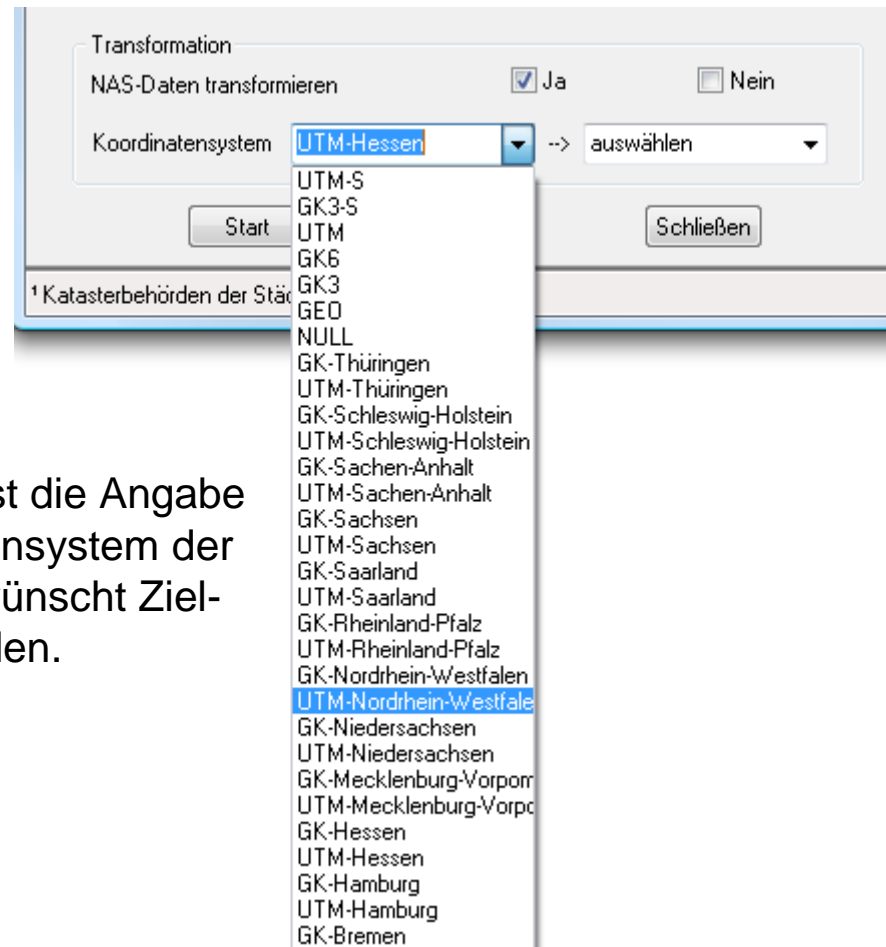 Transformation
NAS-Daten transformieren Ja Nein
Koordinatensystem UTM-Hessen --> auswählen
UTM-S
GK3-S
Start UTM Schließen
GK6
GK3
¹ Katasterbehörden der Städ
GEO
NULL
GK-Thüringen
UTM-Thüringen
GK-Schleswig-Holstein
UTM-Schleswig-Holstein
GK-Sachen-Anhalt
UTM-Sachen-Anhalt
GK-Sachsen
UTM-Sachsen
GK-Saarland
UTM-Saarland
GK-Rheinland-Pfalz
UTM-Rheinland-Pfalz
GK-Nordrhein-Westfalen
UTM-Nordrhein-Westfale
GK-Niedersachsen
UTM-Niedersachsen
GK-Mecklenburg-Vorpom
UTM-Mecklenburg-Vorpo
GK-Hessen
UTM-Hessen
GK-Hamburg
UTM-Hamburg
GK-Bremen
st die Angabe
nsystem der
ünscht Ziel-
len.